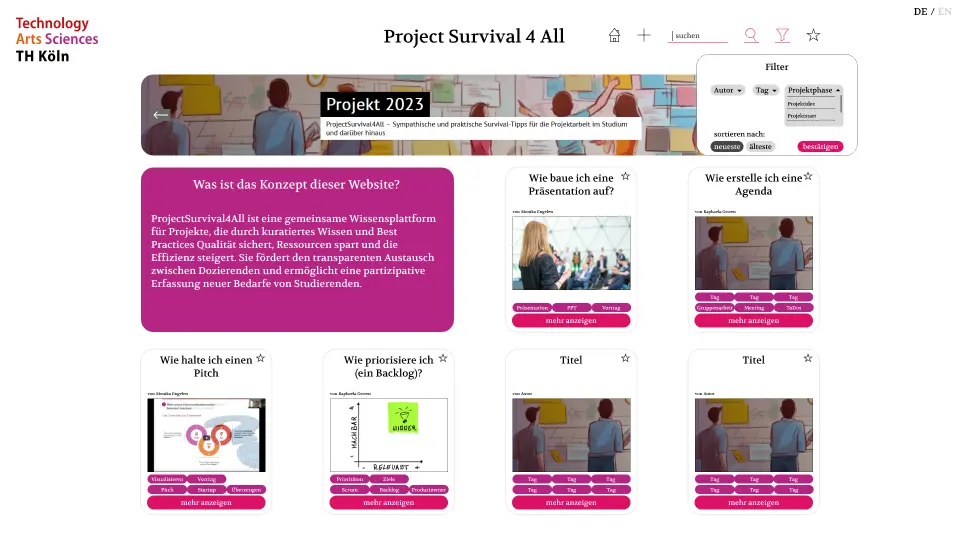 Technology
Arts Sciences
TH Köln
DE / EN
Project Survival 4 All
suchen
Filter
Autor
Tag
Projektphase
Projektidee
Projektstart
sortieren nach:
neueste
älteste
bestätigen
Projekt 2023
ProjectSurvival4All – Sympathische und praktische Survival-Tipps für die Projektarbeit im Studium
und darüber hinaus
Was ist das Konzept dieser Website?
ProjectSurvival4All ist eine gemeinsame Wissensplattform
für Projekte, die durch kuratiertes Wissen und Best
Practices Qualität sichert, Ressourcen spart und die
Effizienz steigert. Sie fördert den transparenten Austausch
zwischen Dozierenden und ermöglicht eine partizipative
Erfassung neuer Bedarfe von Studierenden.
Wie baue ich eine
Präsentation auf?
von Monika Engelen
Präsentation PPT Vortrag
mehr anzeigen
Wie erstelle ich eine
Agenda
von Raphaela Groten
Tag Tag Tag
Gruppenarbeit Meeting ToDos
mehr anzeigen
Wie halte ich einen
Pitch
von Monika Engelen
Visualisieren Vortrag
Pitch Startup Überzeugen
mehr anzeigen
Wie priorisiere ich
(ein Backlog)?
MACHBAR
WINNER
RELEVANT
Prioritäten Ziele
Scrum Backlog Productowner
mehr anzeigen
Titel
von Autor
Tag Tag Tag
Tag Tag Tag
mehr anzeigen
Titel
von Autor
Tag Tag Tag
Tag Tag Tag
mehr anzeigen